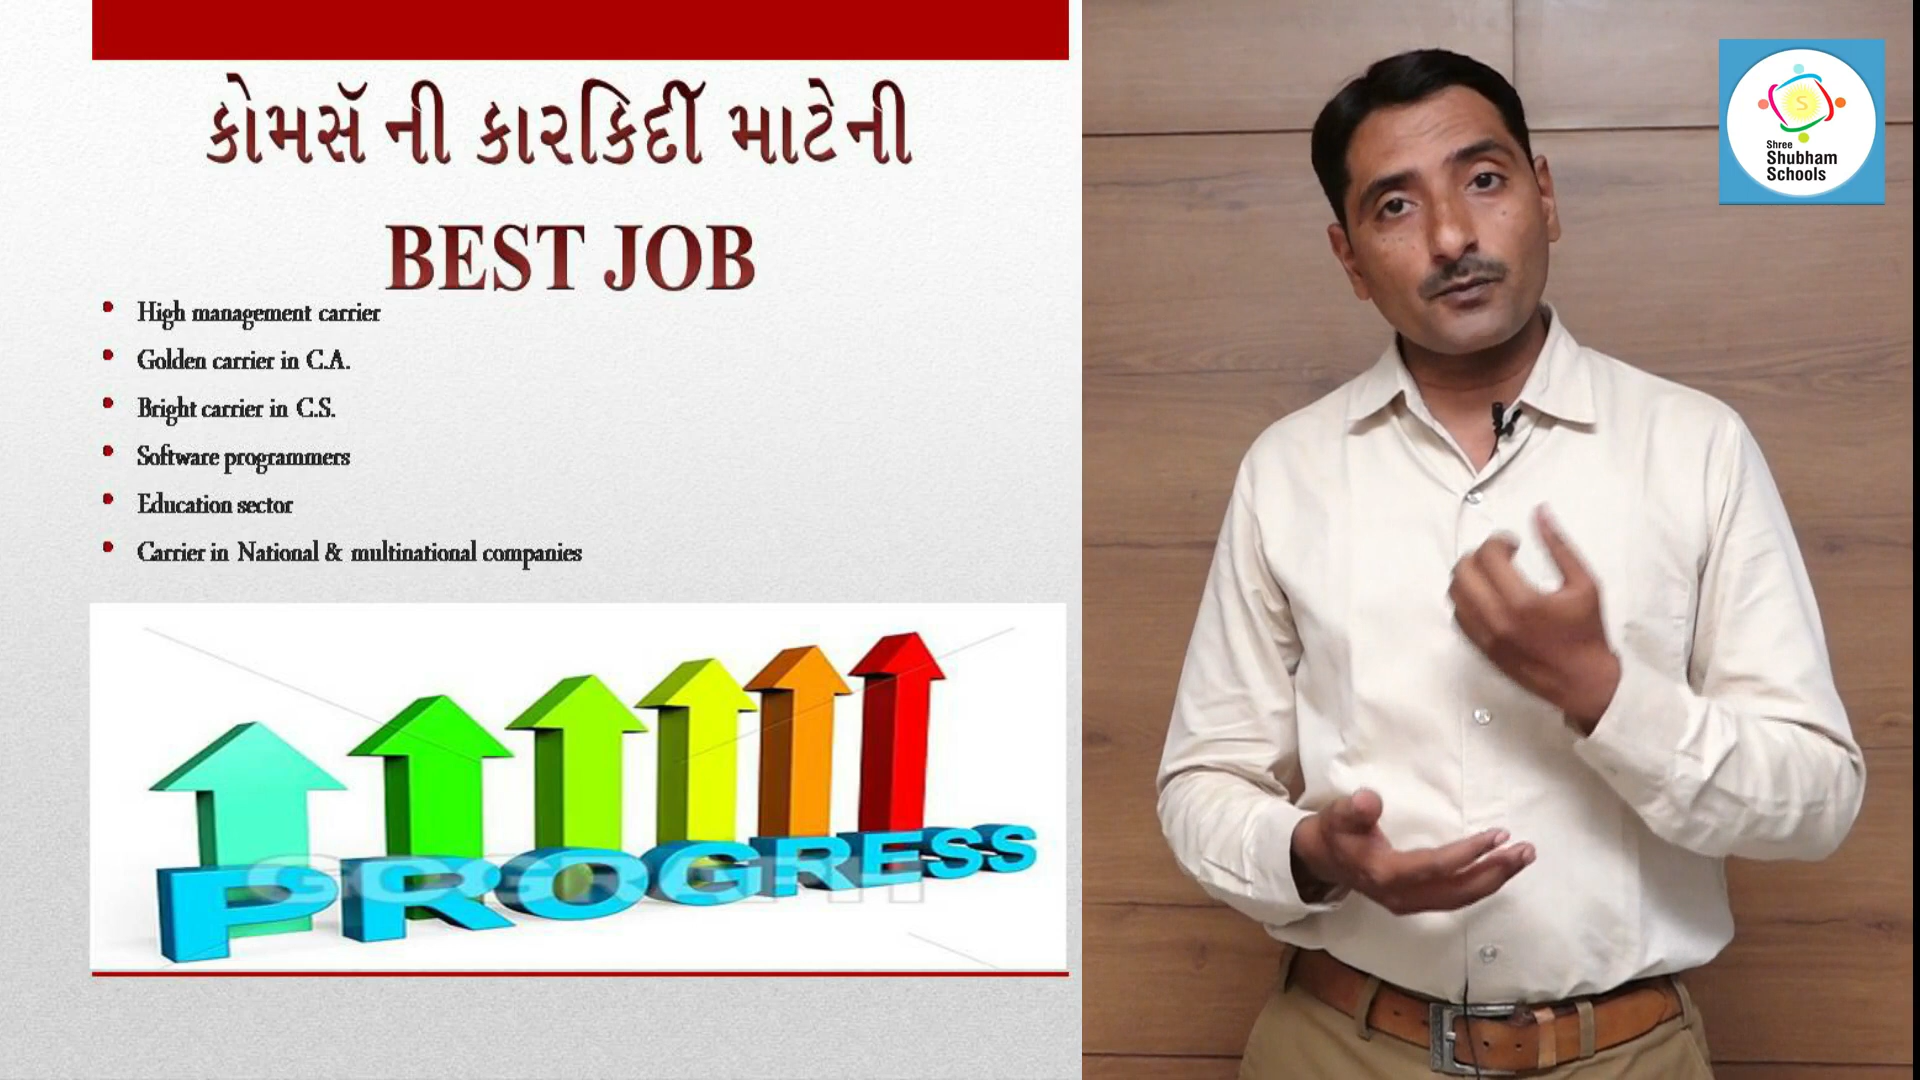 કોમર્સ ની કારકિર્દી માટેની
BEST JOB
• High management carrier
• Golden carrier in C.A.
• Bright carrier in C.S.
• Software programmers
• Education sector
• Carrier in National & multinational companies
PROGRESS
S
Shree
Shubham
Schools